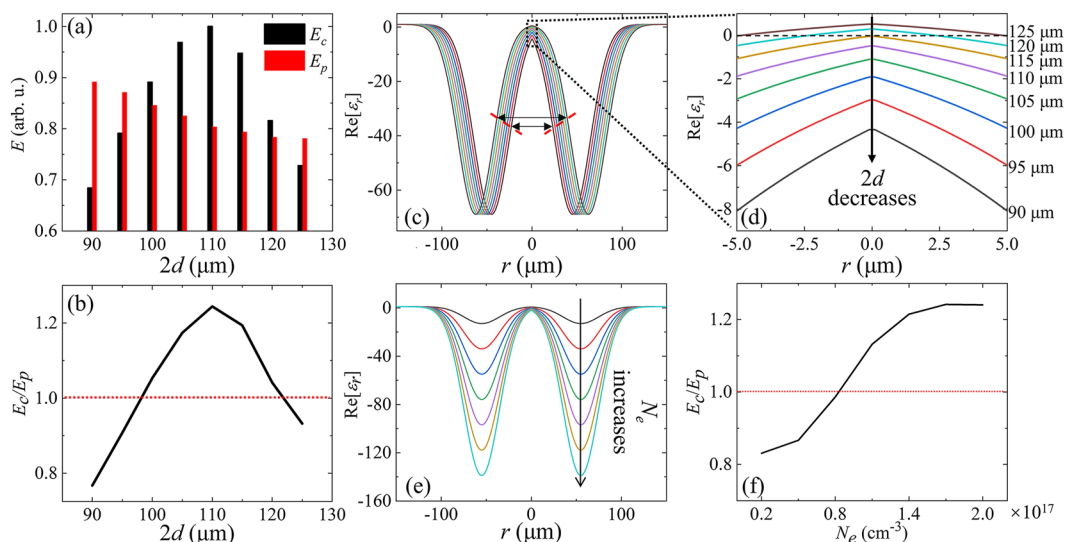 (a)
E (arb. u.)
1.0
0.9
0.8
0.7
0.6
E_c
E_p
90 100 110 120 130
2d (μm)
(c)
Re[ε_r]
0
-20
-40
-60
-100 0 100
r (μm)
(d)
Re[ε_r]
0
-2
-4
-6
-8
125 μm
120 μm
115 μm
110 μm
105 μm
100 μm
95 μm
90 μm
2d
decreases
-5.0 -2.5 0.0 2.5 5.0
r (μm)
(b)
E_c/E_p
1.2
1.0
0.8
90 100 110 120 130
2d (μm)
(e)
Re[ε_r]
0
-40
-80
-120
-160
N_e
increases
-100 0 100
r (μm)
(f)
E_c/E_p
1.2
1.0
0.8
0.2 0.8 1.4 2.0 ×10^17
N_e (cm^-3)